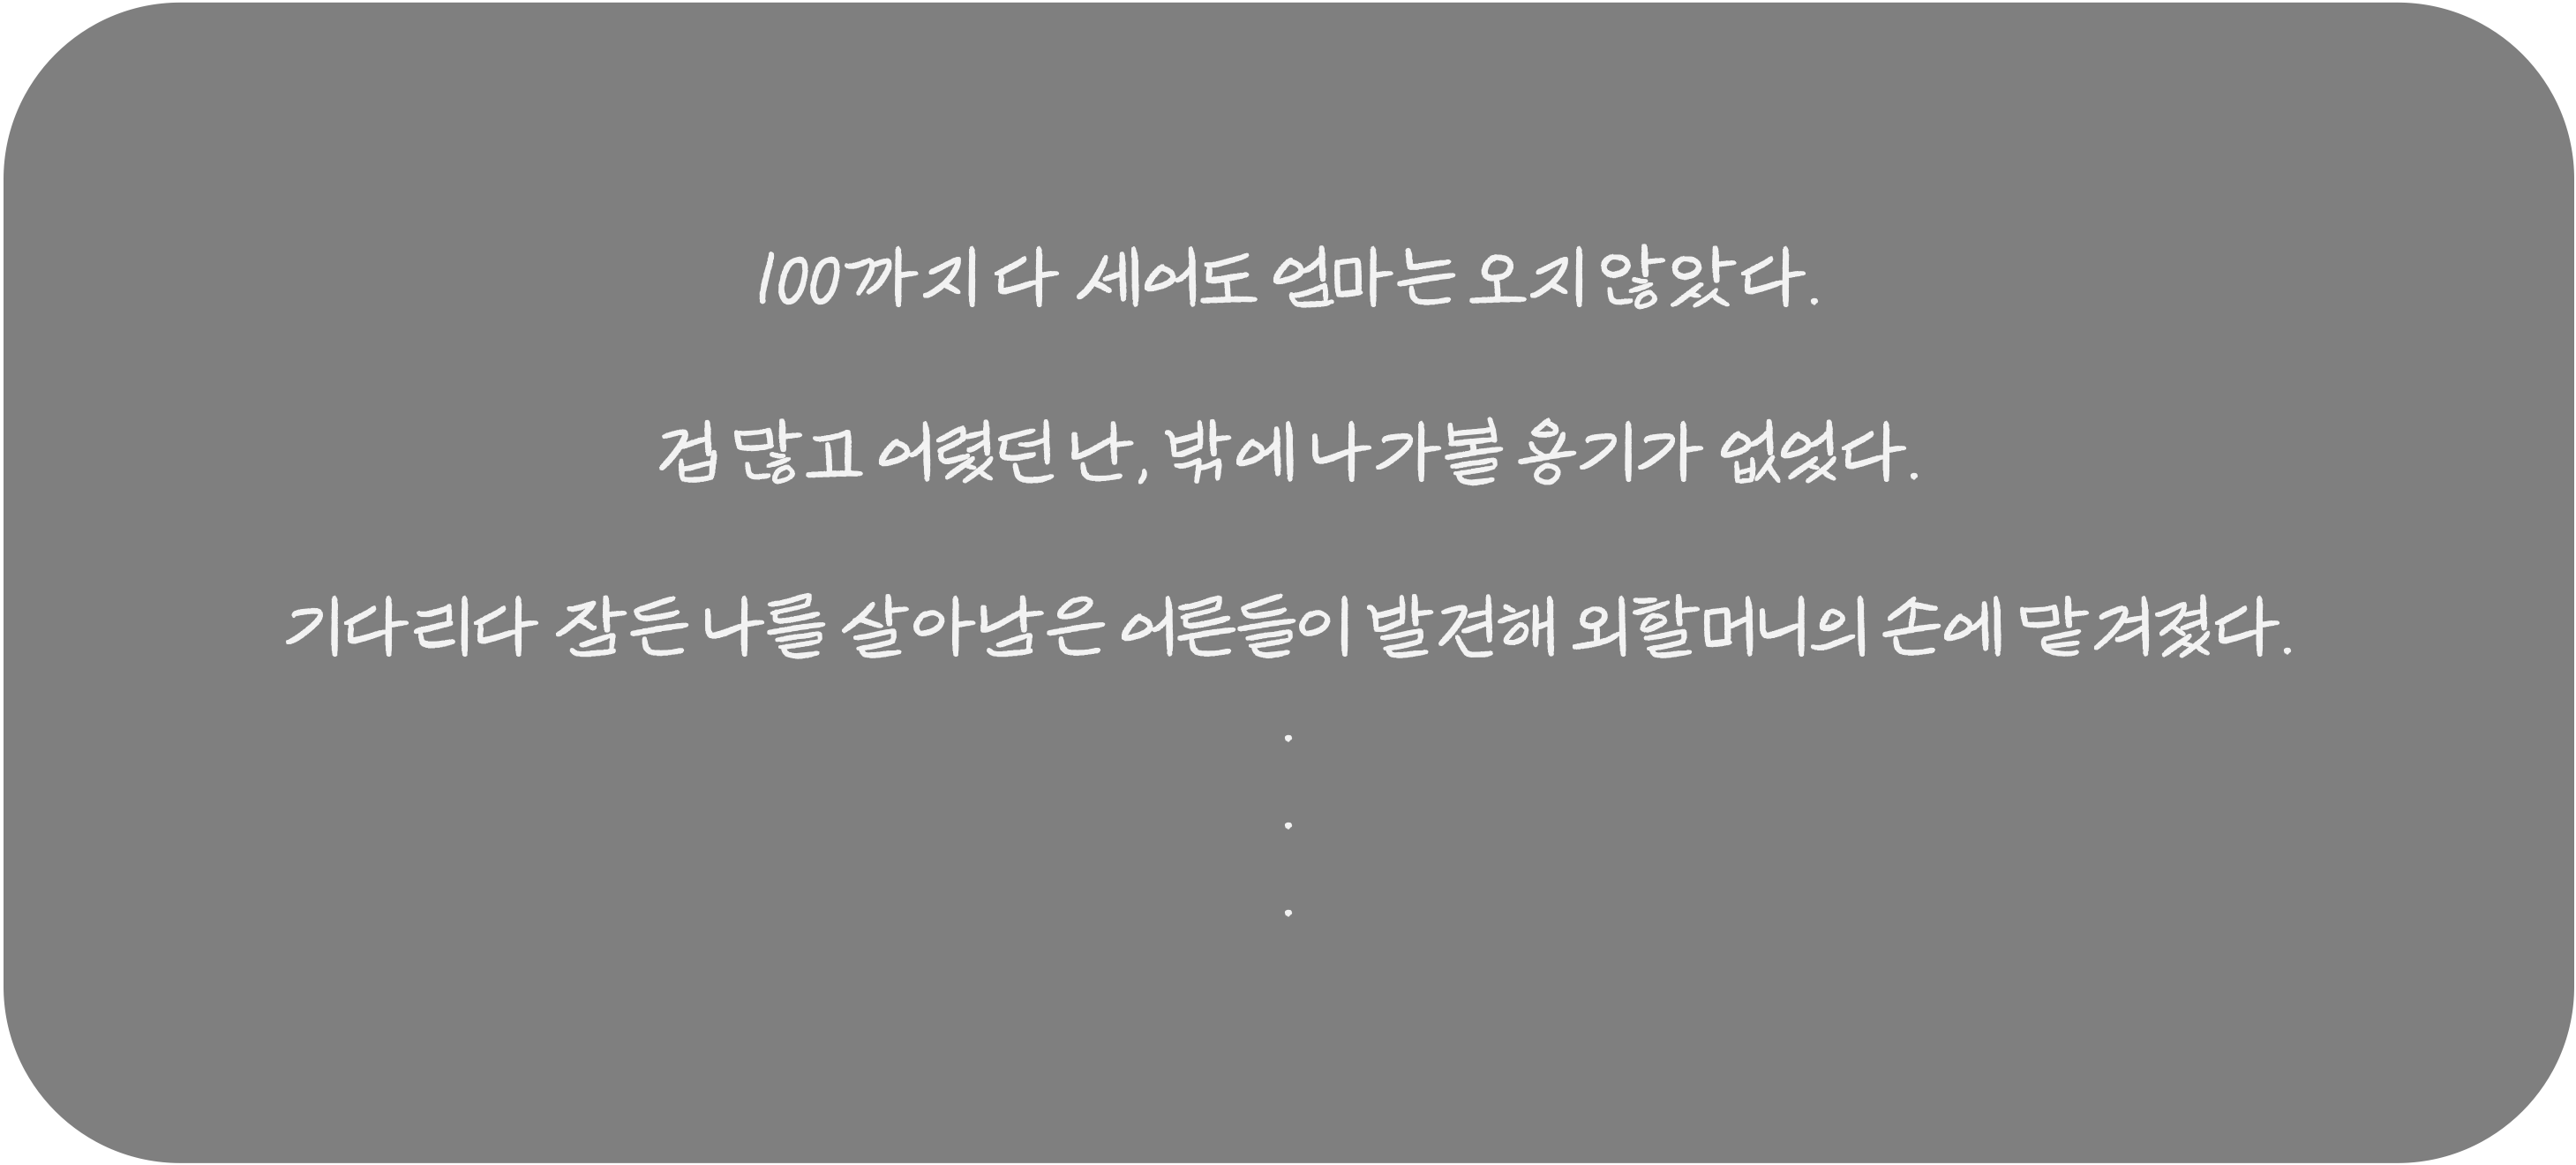 100까지 다 세어도 엄마는 오지 않았다.
겁 많고 어렸던 난, 밖에 나가볼 용기가 없었다.
기다리다 잠든 나를 살아남은 어른들이 발견해 외할머니의 손에 맡겨졌다.
.
.
.